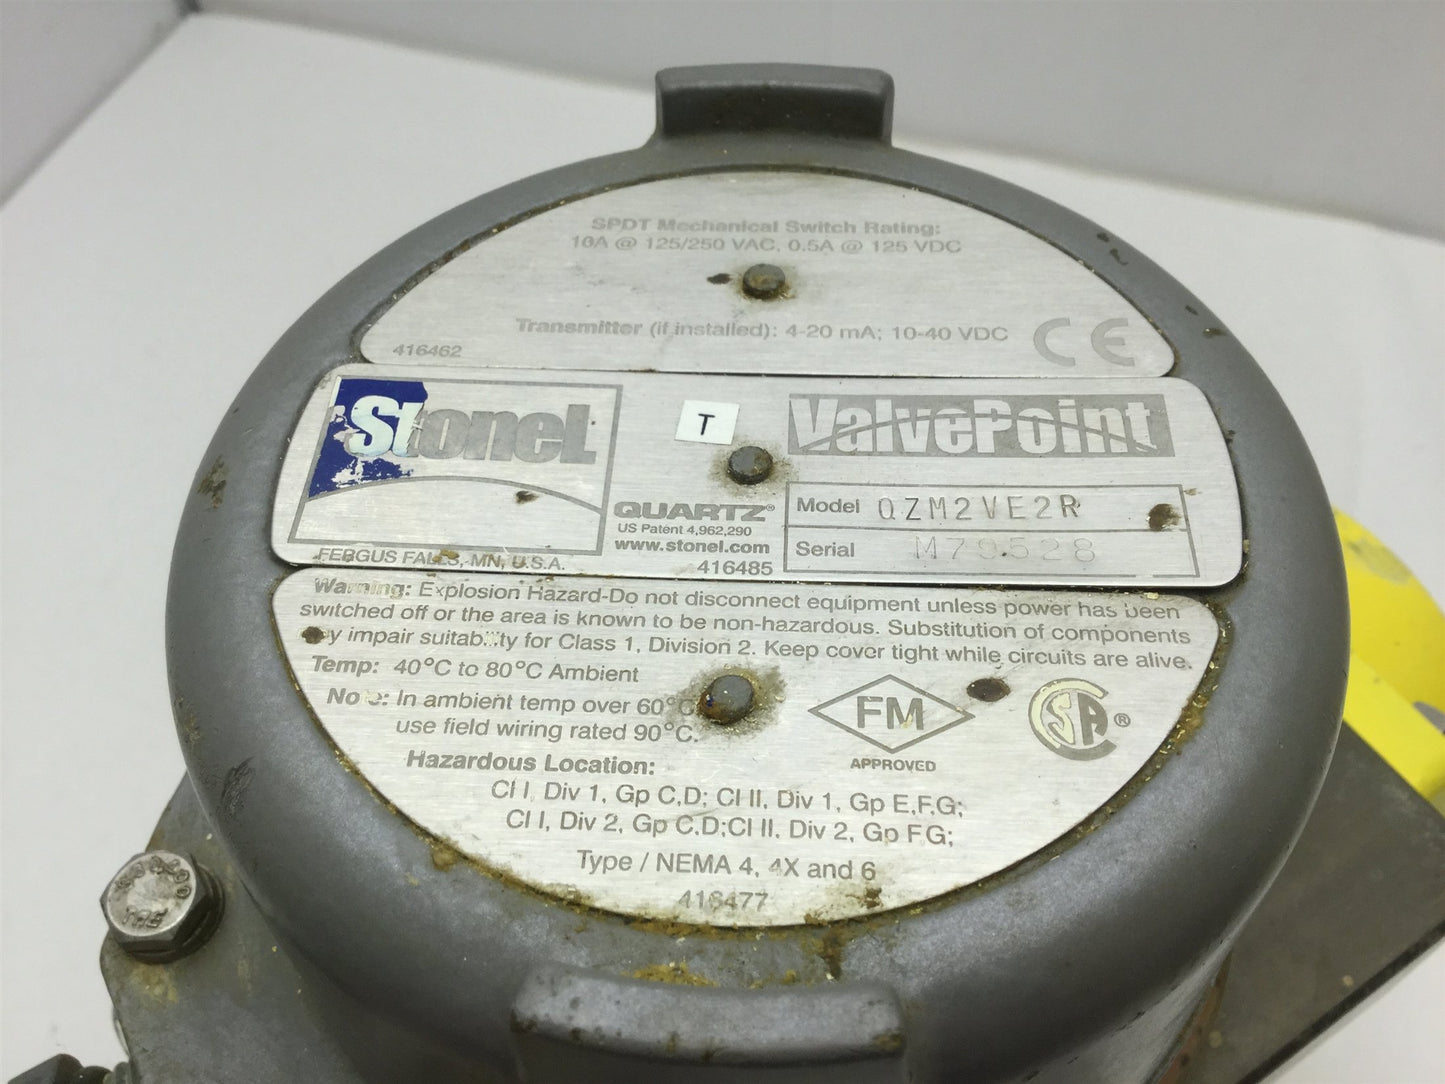 SPDT Mechanical Switch Rating:
10A @ 125/250 VAC, 0.5A @ 125 VDC
Transmitter (if installed): 4-20 mA; 10-40 VDC
CE
416462
StoneL
T
ValvePoint
QUARTZ®
US Patent 4,962,290
www.stonel.com
416485
Model QZM2VE2R
Serial M79528
FERGUS FALLS, MN, U.S.A.
Warning: Explosion Hazard-Do not disconnect equipment unless power has been
switched off or the area is known to be non-hazardous. Substitution of components
impair suitability for Class 1, Division 2. Keep cover tight while circuits are alive.
Temp: 40°C to 80°C Ambient
Note: In ambient temp over 60°C
use field wiring rated 90°C.
FM
APPROVED
CSA®
Hazardous Location:
Cl I, Div 1, Gp C,D; Cl II, Div 1, Gp E,F,G;
Cl I, Div 2, Gp C,D;Cl II, Div 2, Gp F,G;
Type / NEMA 4, 4X and 6
416477
THE